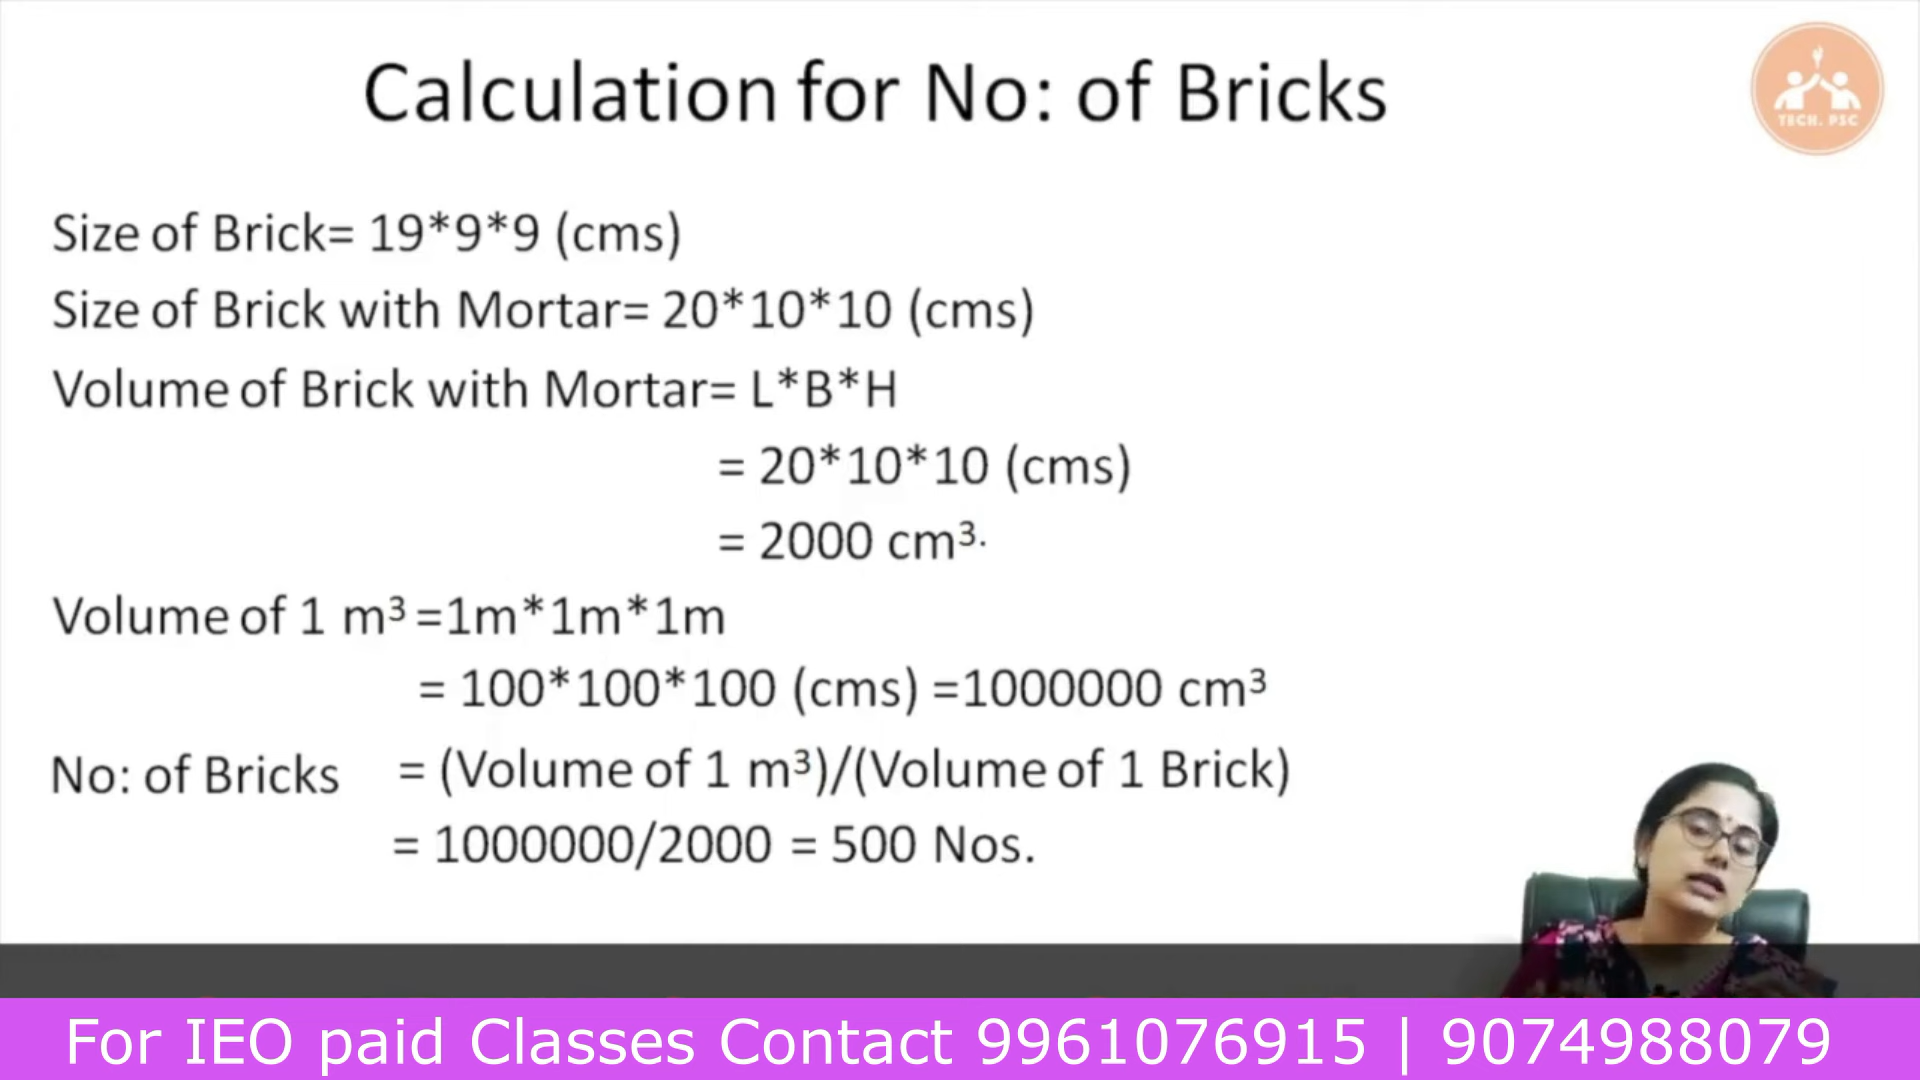 Calculation for No: of Bricks
TECH. PSC
Size of Brick= 19*9*9 (cms)
Size of Brick with Mortar= 20*10*10 (cms)
Volume of Brick with Mortar= L*B*H
= 20*10*10 (cms)
= 2000 cm³.
Volume of 1 m³ =1m*1m*1m
= 100*100*100 (cms) =1000000 cm³
No: of Bricks = (Volume of 1 m³)/(Volume of 1 Brick)
= 1000000/2000 = 500 Nos.
For IEO paid Classes Contact 9961076915 | 9074988079